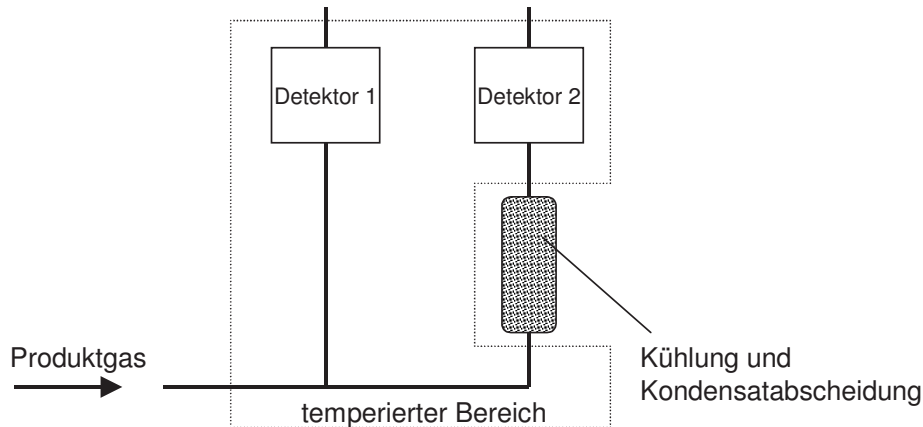 Detektor 1
Detektor 2
Produktgas
Kühlung und
Kondensatabscheidung
temperierter Bereich